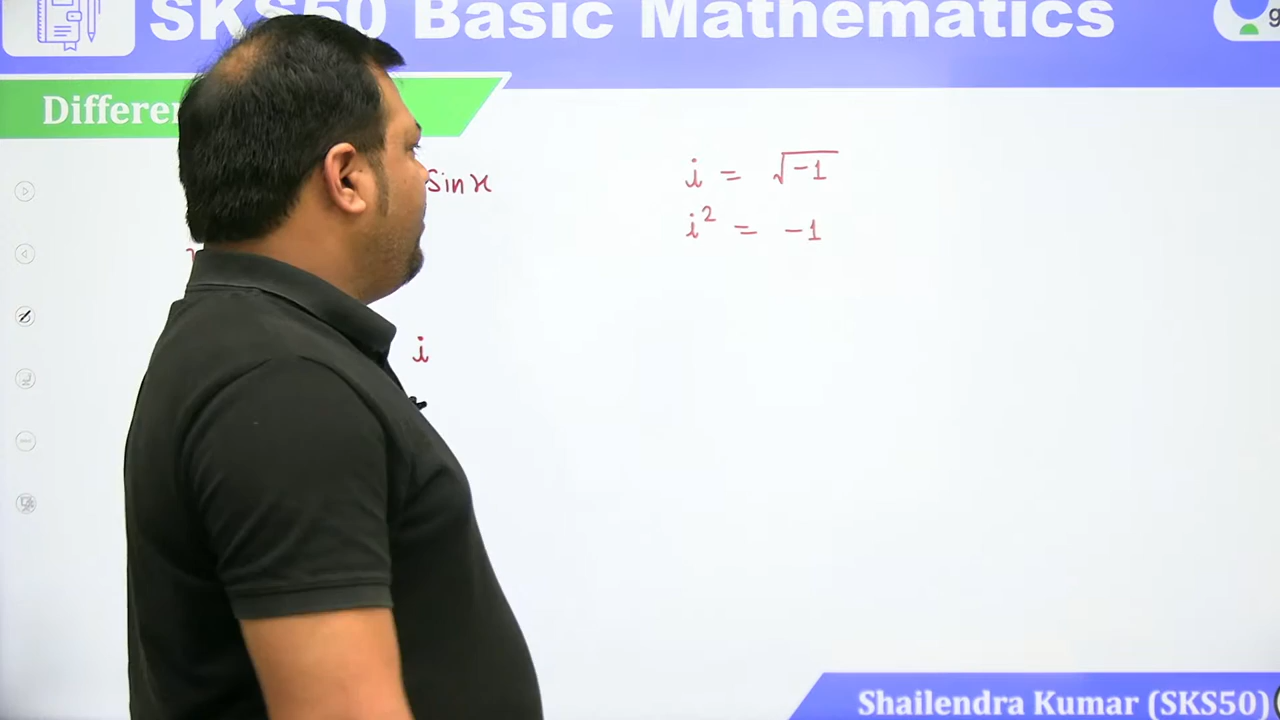 SKS50 Basic Mathematics
Differen
sin x
i = √-1
i² = -1
i
Shailendra Kumar (SKS50)